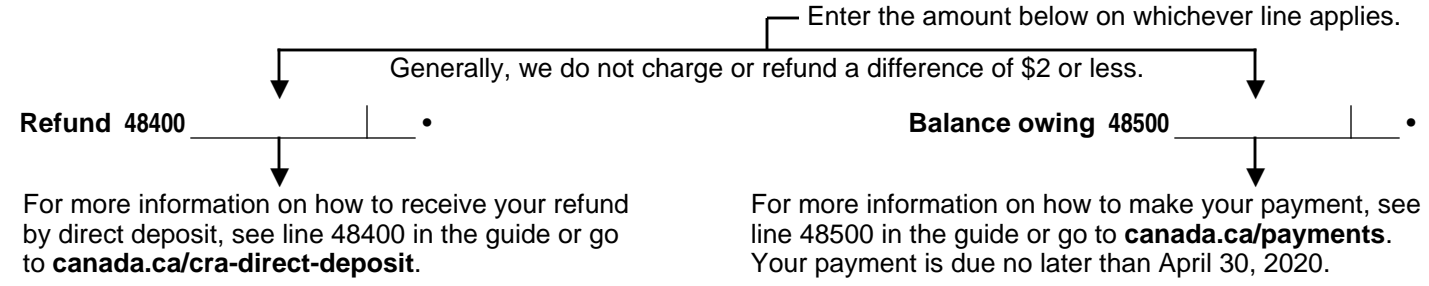 Enter the amount below on whichever line applies.
Generally, we do not charge or refund a difference of $2 or less.
Refund 48400 •
Balance owing 48500 •
For more information on how to receive your refund
by direct deposit, see line 48400 in the guide or go
to canada.ca/cra-direct-deposit.
For more information on how to make your payment, see
line 48500 in the guide or go to canada.ca/payments.
Your payment is due no later than April 30, 2020.